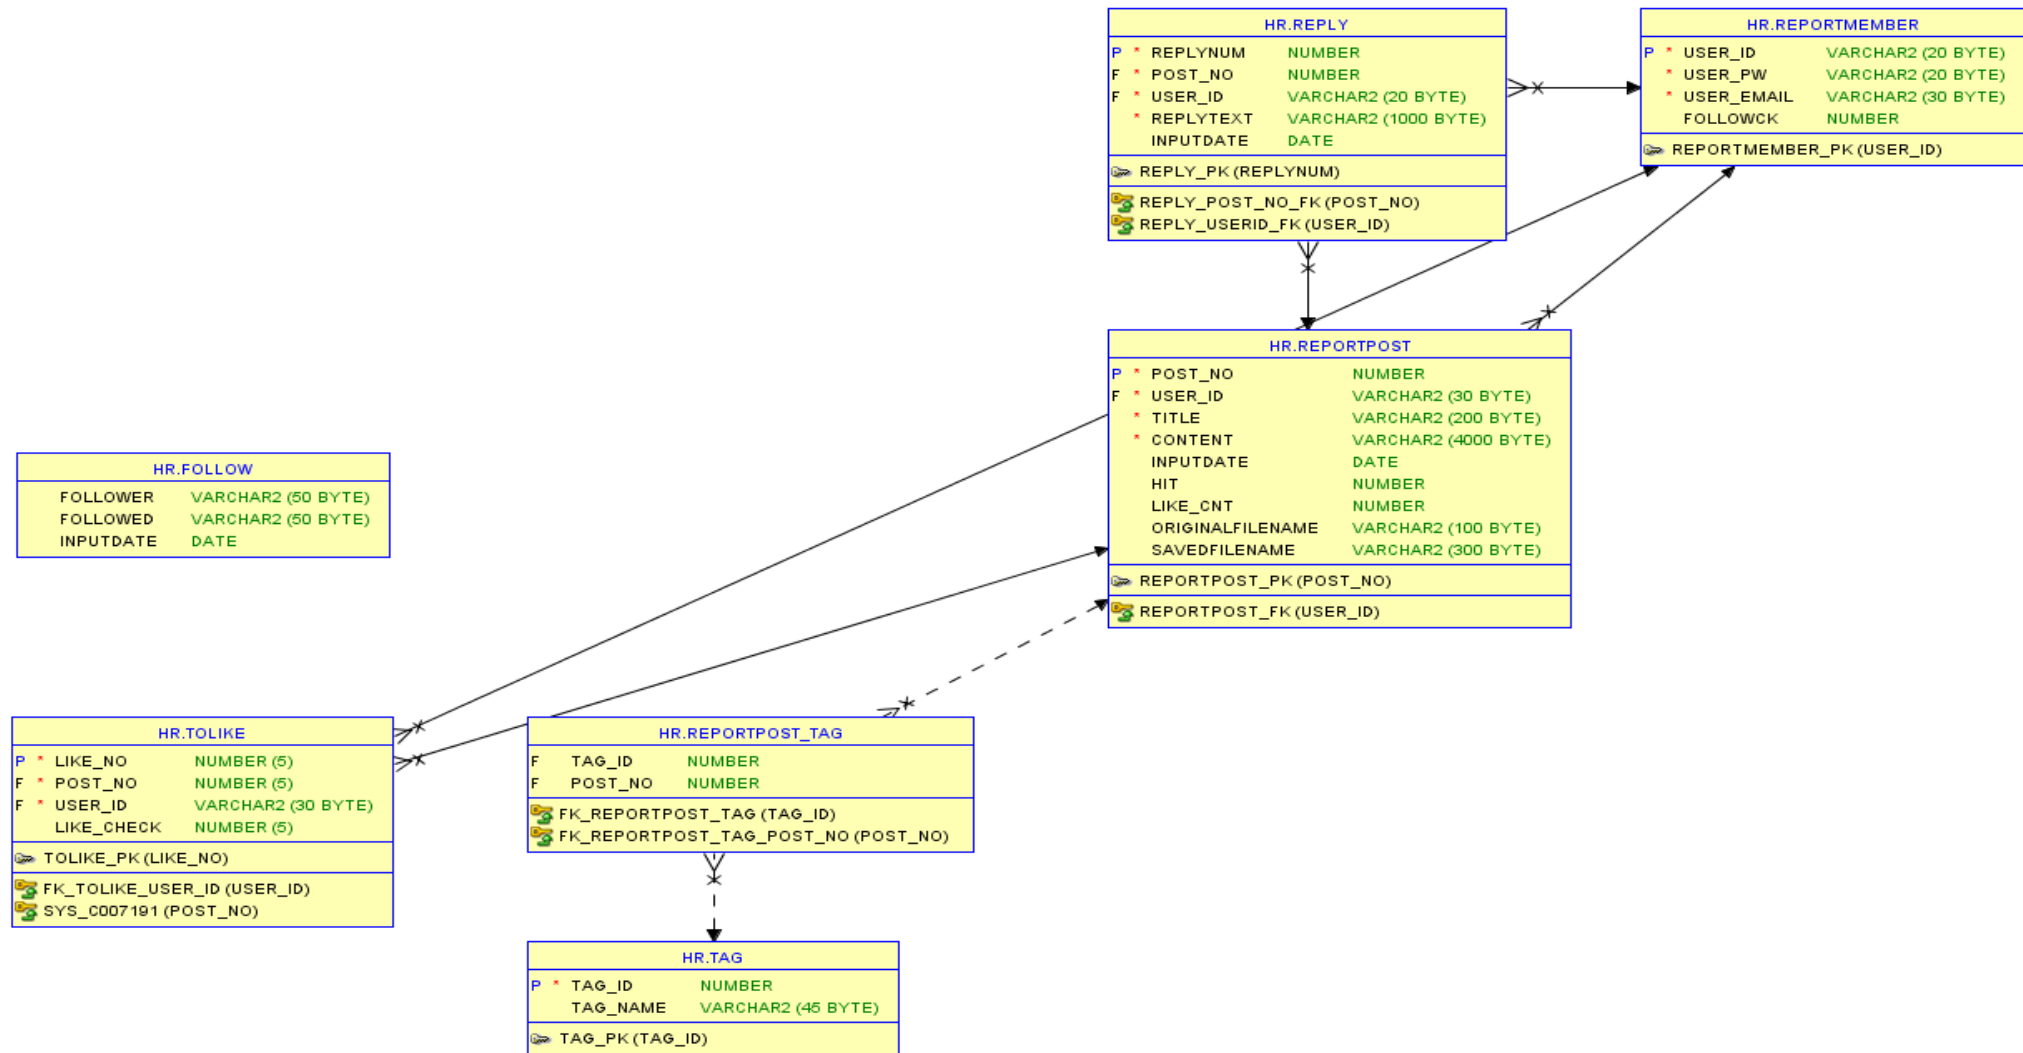 HR.REPLY
P * REPLYNUM NUMBER
F * POST_NO NUMBER
F * USER_ID VARCHAR2 (20 BYTE)
* REPLYTEXT VARCHAR2 (1000 BYTE)
INPUTDATE DATE
REPLY_PK (REPLYNUM)
REPLY_POST_NO_FK (POST_NO)
REPLY_USERID_FK (USER_ID)
HR.REPORTMEMBER
P * USER_ID VARCHAR2 (20 BYTE)
* USER_PW VARCHAR2 (20 BYTE)
* USER_EMAIL VARCHAR2 (30 BYTE)
FOLLOWCK NUMBER
REPORTMEMBER_PK (USER_ID)
HR.REPORTPOST
P * POST_NO NUMBER
F * USER_ID VARCHAR2 (30 BYTE)
* TITLE VARCHAR2 (200 BYTE)
* CONTENT VARCHAR2 (4000 BYTE)
INPUTDATE DATE
HIT NUMBER
LIKE_CNT NUMBER
ORIGINALFILENAME VARCHAR2 (100 BYTE)
SAVEDFILENAME VARCHAR2 (300 BYTE)
REPORTPOST_PK (POST_NO)
REPORTPOST_FK (USER_ID)
HR.FOLLOW
FOLLOWER VARCHAR2 (50 BYTE)
FOLLOWED VARCHAR2 (50 BYTE)
INPUTDATE DATE
HR.TOLIKE
P * LIKE_NO NUMBER (5)
F * POST_NO NUMBER (5)
F * USER_ID VARCHAR2 (30 BYTE)
LIKE_CHECK NUMBER (5)
TOLIKE_PK (LIKE_NO)
FK_TOLIKE_USER_ID (USER_ID)
SYS_C007191 (POST_NO)
HR.REPORTPOST_TAG
F TAG_ID NUMBER
F POST_NO NUMBER
FK_REPORTPOST_TAG (TAG_ID)
FK_REPORTPOST_TAG_POST_NO (POST_NO)
HR.TAG
P * TAG_ID NUMBER
TAG_NAME VARCHAR2 (45 BYTE)
TAG_PK (TAG_ID)